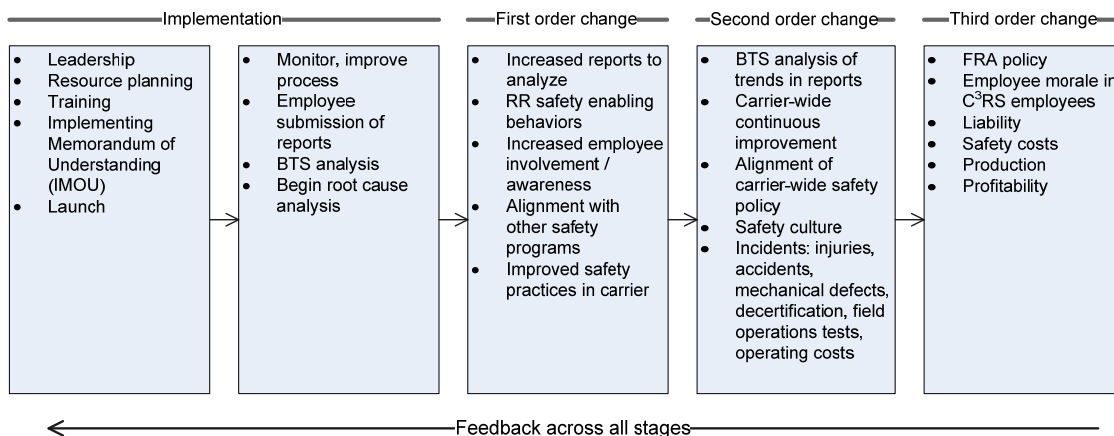 Implementation
First order change
Second order change
Third order change
• Leadership
• Resource planning
• Training
• Implementing
Memorandum of
Understanding
(IMOU)
• Launch
• Monitor, improve
process
• Employee
submission of
reports
• BTS analysis
• Begin root cause
analysis
• Increased reports to
analyze
• RR safety enabling
behaviors
• Increased employee
involvement /
awareness
• Alignment with
other safety
programs
• Improved safety
practices in carrier
• BTS analysis of
trends in reports
• Carrier-wide
continuous
improvement
• Alignment of
carrier-wide safety
policy
• Safety culture
• Incidents: injuries,
accidents,
mechanical defects,
decertification, field
operations tests,
operating costs
• FRA policy
• Employee morale in
C³RS employees
• Liability
• Safety costs
• Production
• Profitability
Feedback across all stages